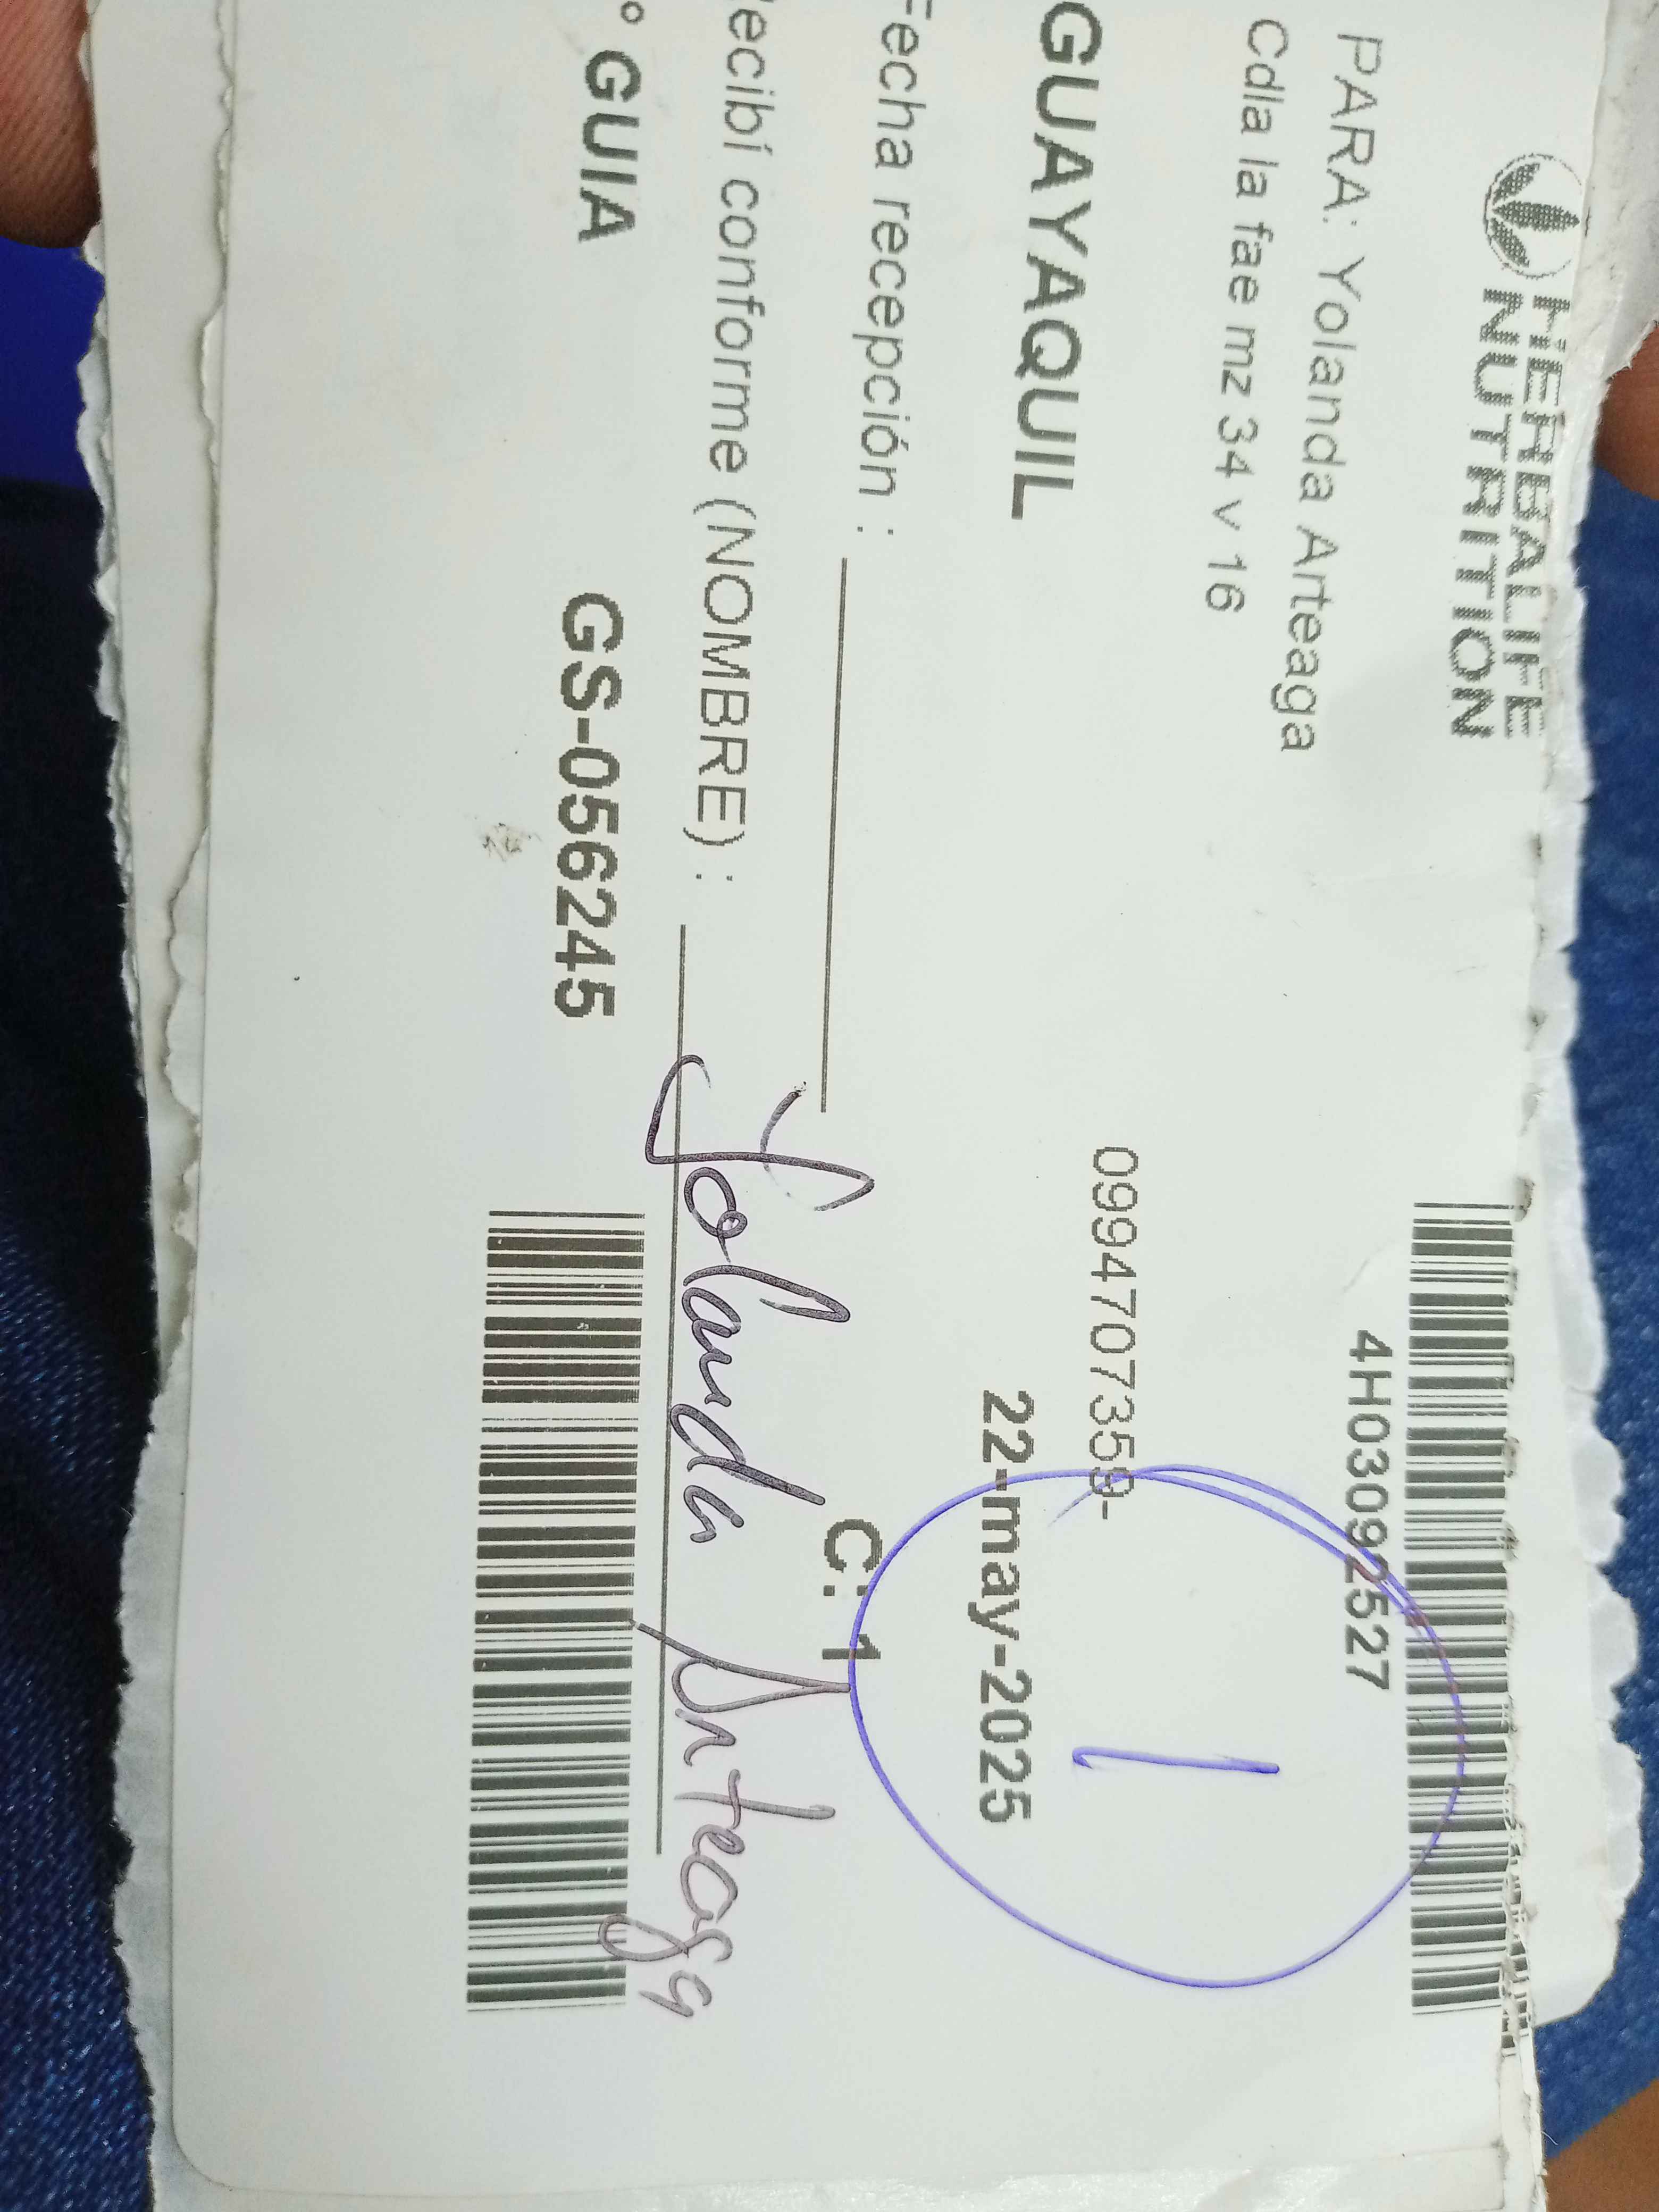 HERBALIFE
NUTRITION
4H03092527
PARA: Yolanda Arteaga
Cdla la fae mz 34 v 16
0994707359-
1
GUAYAQUIL
22-may-2025
Fecha recepción :
C: 1
ecibí conforme (NOMBRE) : Yolanda Arteaga
° GUIA GS-056245